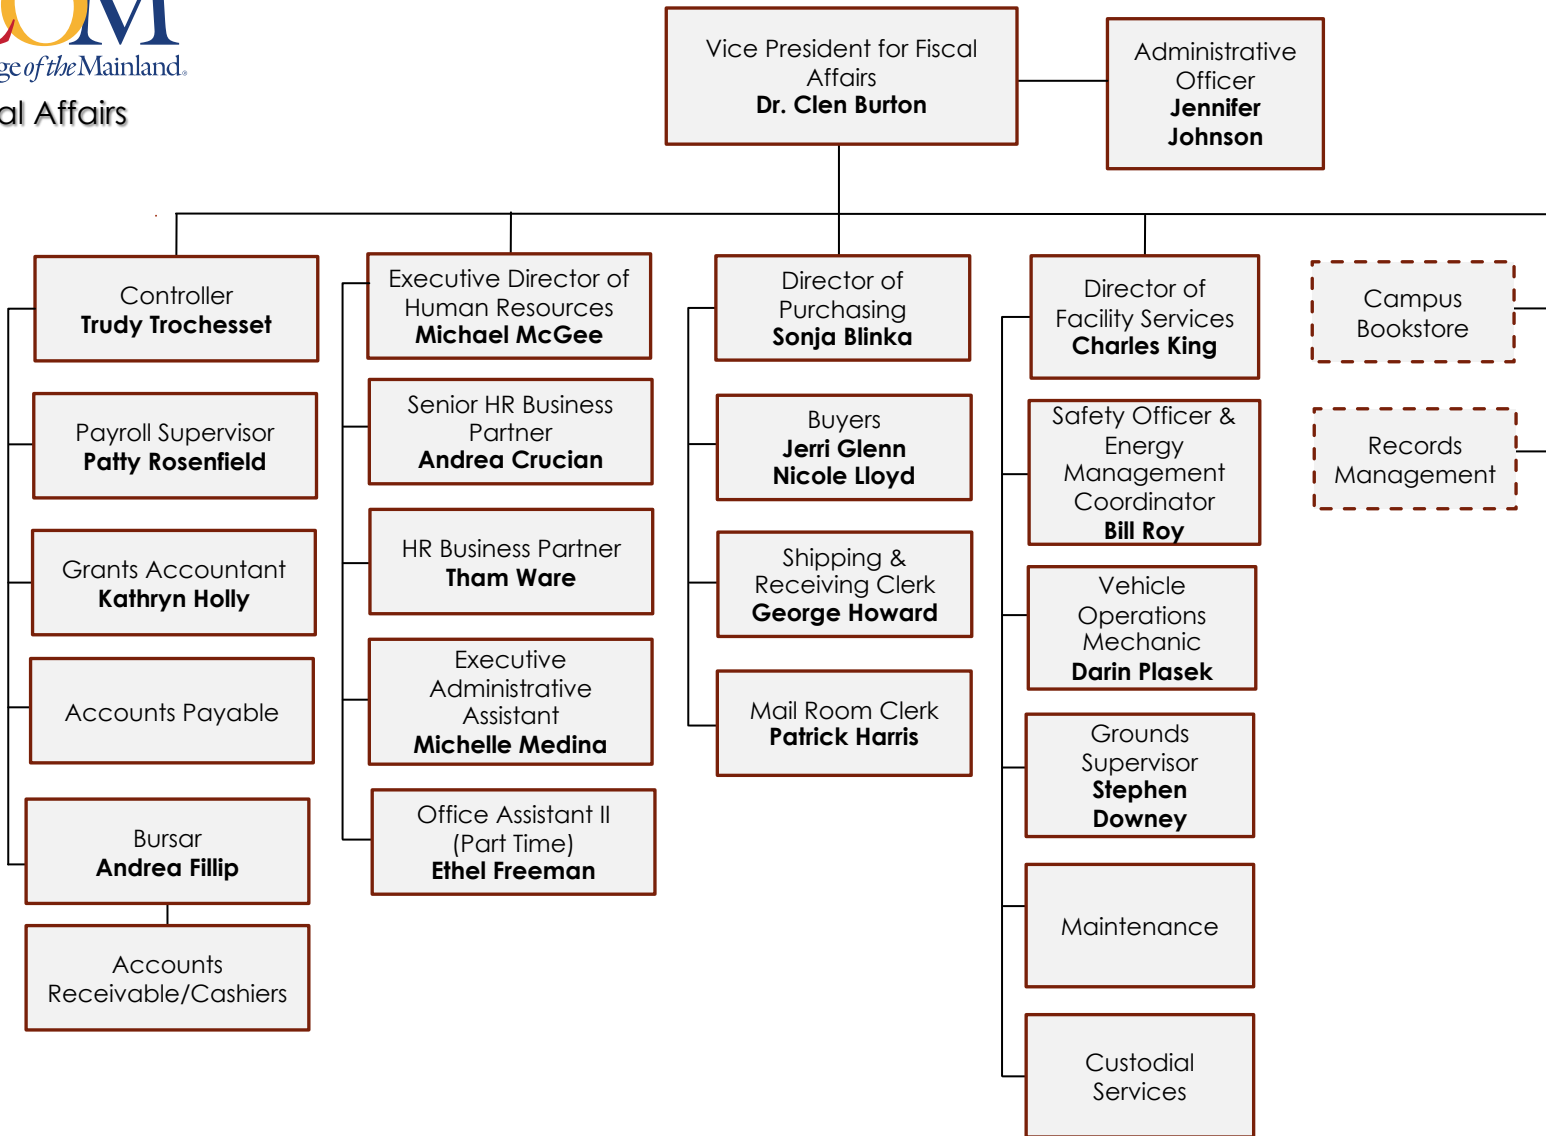 COM
ge of the Mainland.
al Affairs
Vice President for Fiscal
Affairs
Dr. Clen Burton
Administrative
Officer
Jennifer
Johnson
Controller
Trudy Trochesset
Payroll Supervisor
Patty Rosenfield
Grants Accountant
Kathryn Holly
Accounts Payable
Bursar
Andrea Fillip
Accounts
Receivable/Cashiers
Executive Director of
Human Resources
Michael McGee
Senior HR Business
Partner
Andrea Crucian
HR Business Partner
Tham Ware
Executive
Administrative
Assistant
Michelle Medina
Office Assistant II
(Part Time)
Ethel Freeman
Director of
Purchasing
Sonja Blinka
Buyers
Jerri Glenn
Nicole Lloyd
Shipping &
Receiving Clerk
George Howard
Mail Room Clerk
Patrick Harris
Director of
Facility Services
Charles King
Safety Officer &
Energy
Management
Coordinator
Bill Roy
Vehicle
Operations
Mechanic
Darin Plasek
Grounds
Supervisor
Stephen
Downey
Maintenance
Custodial
Services
Campus
Bookstore
Records
Management